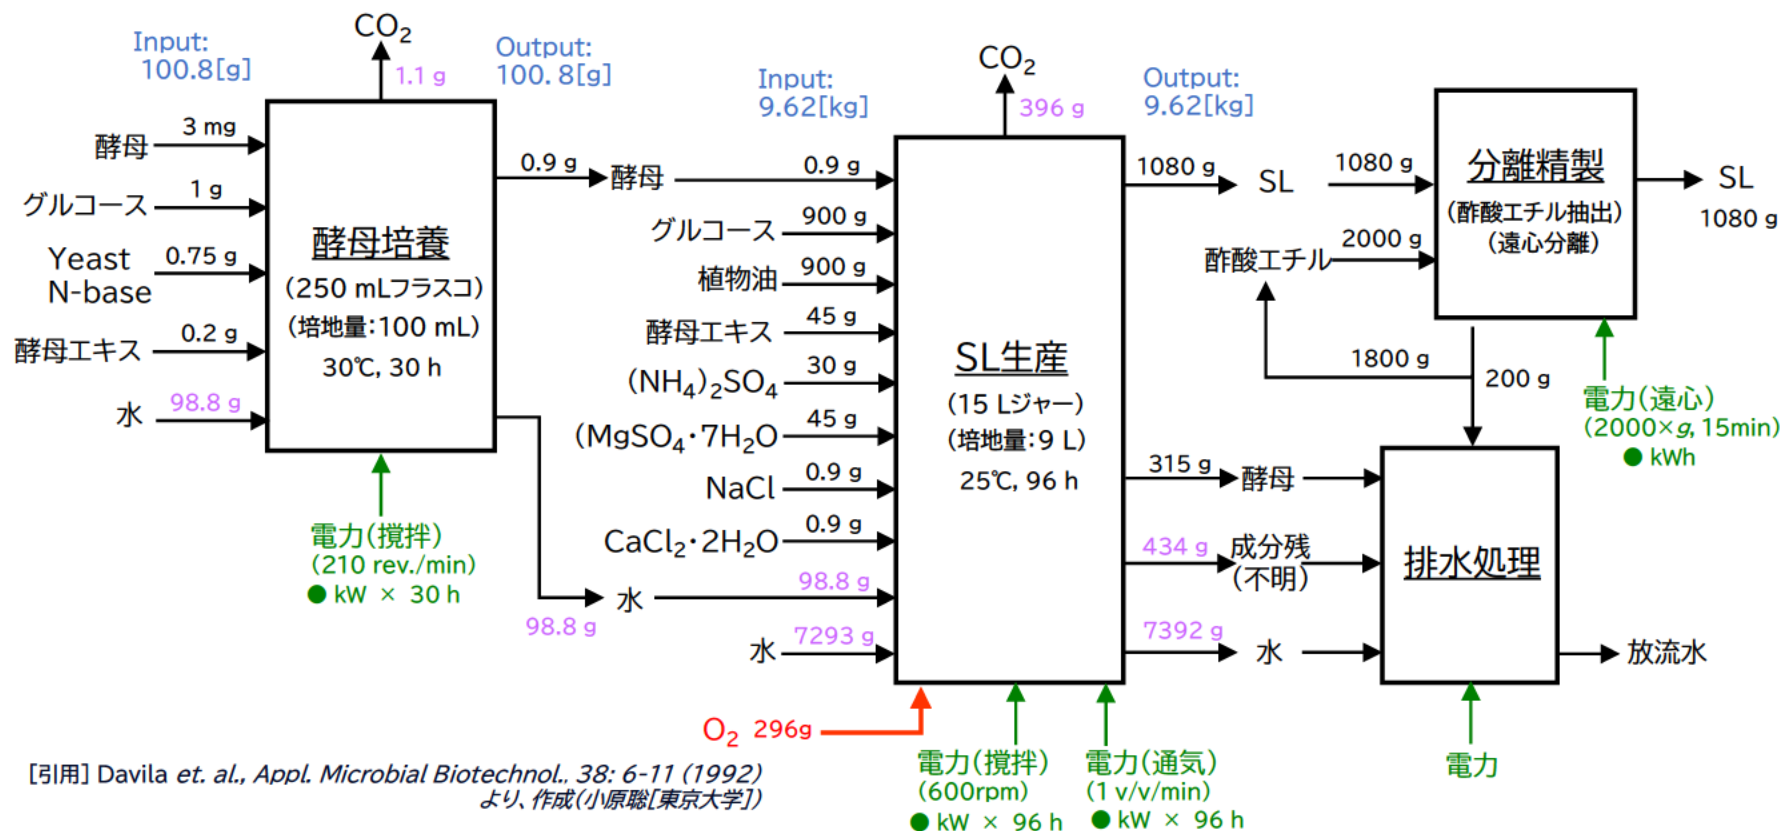 Input:
100.8[g]
CO2
1.1 g
Output:
100. 8[g]
酵母
3 mg
グルコース
1 g
Yeast
N-base
0.75 g
酵母エキス
0.2 g
水
98.8 g
酵母培養
(250 mLフラスコ)
(培地量:100 mL)
30℃, 30 h
電力(撹拌)
(210 rev./min)
● kW × 30 h
0.9 g
98.8 g
Input:
9.62[kg]
CO2
396 g
Output:
9.62[kg]
酵母
0.9 g
グルコース
900 g
植物油
900 g
酵母エキス
45 g
(NH4)2SO4
30 g
(MgSO4・7H2O
45 g
NaCl
0.9 g
CaCl2・2H2O
0.9 g
水
98.8 g
水
7293 g
O2 296g
SL生産
(15 Lジャー)
(培地量:9 L)
25℃, 96 h
電力(撹拌)
(600rpm)
● kW × 96 h
電力(通気)
(1 v/v/min)
● kW × 96 h
1080 g
SL
1080 g
酢酸エチル
2000 g
1800 g
200 g
分離精製
(酢酸エチル抽出)
(遠心分離)
SL
1080 g
電力(遠心)
(2000×g, 15min)
● kWh
315 g
酵母
434 g
成分残
(不明)
7392 g
水
排水処理
放流水
電力
[引用] Davila et. al., Appl. Microbial Biotechnol.. 38: 6-11 (1992)
より、作成(小原聡[東京大学])